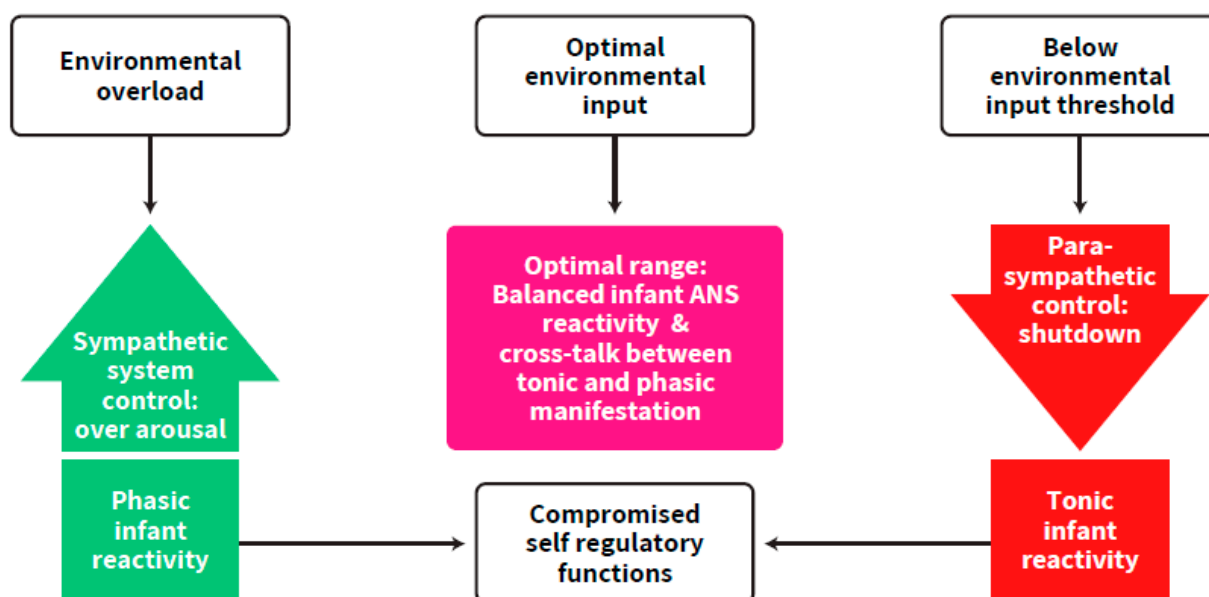 Environmental
overload
Optimal
environmental
input
Below
environmental
input threshold
Sympathetic
system
control:
over arousal
Optimal range:
Balanced infant ANS
reactivity &
cross-talk between
tonic and phasic
manifestation
Para-
sympathetic
control:
shutdown
Phasic
infant
reactivity
Compromised
self regulatory
functions
Tonic
infant
reactivity